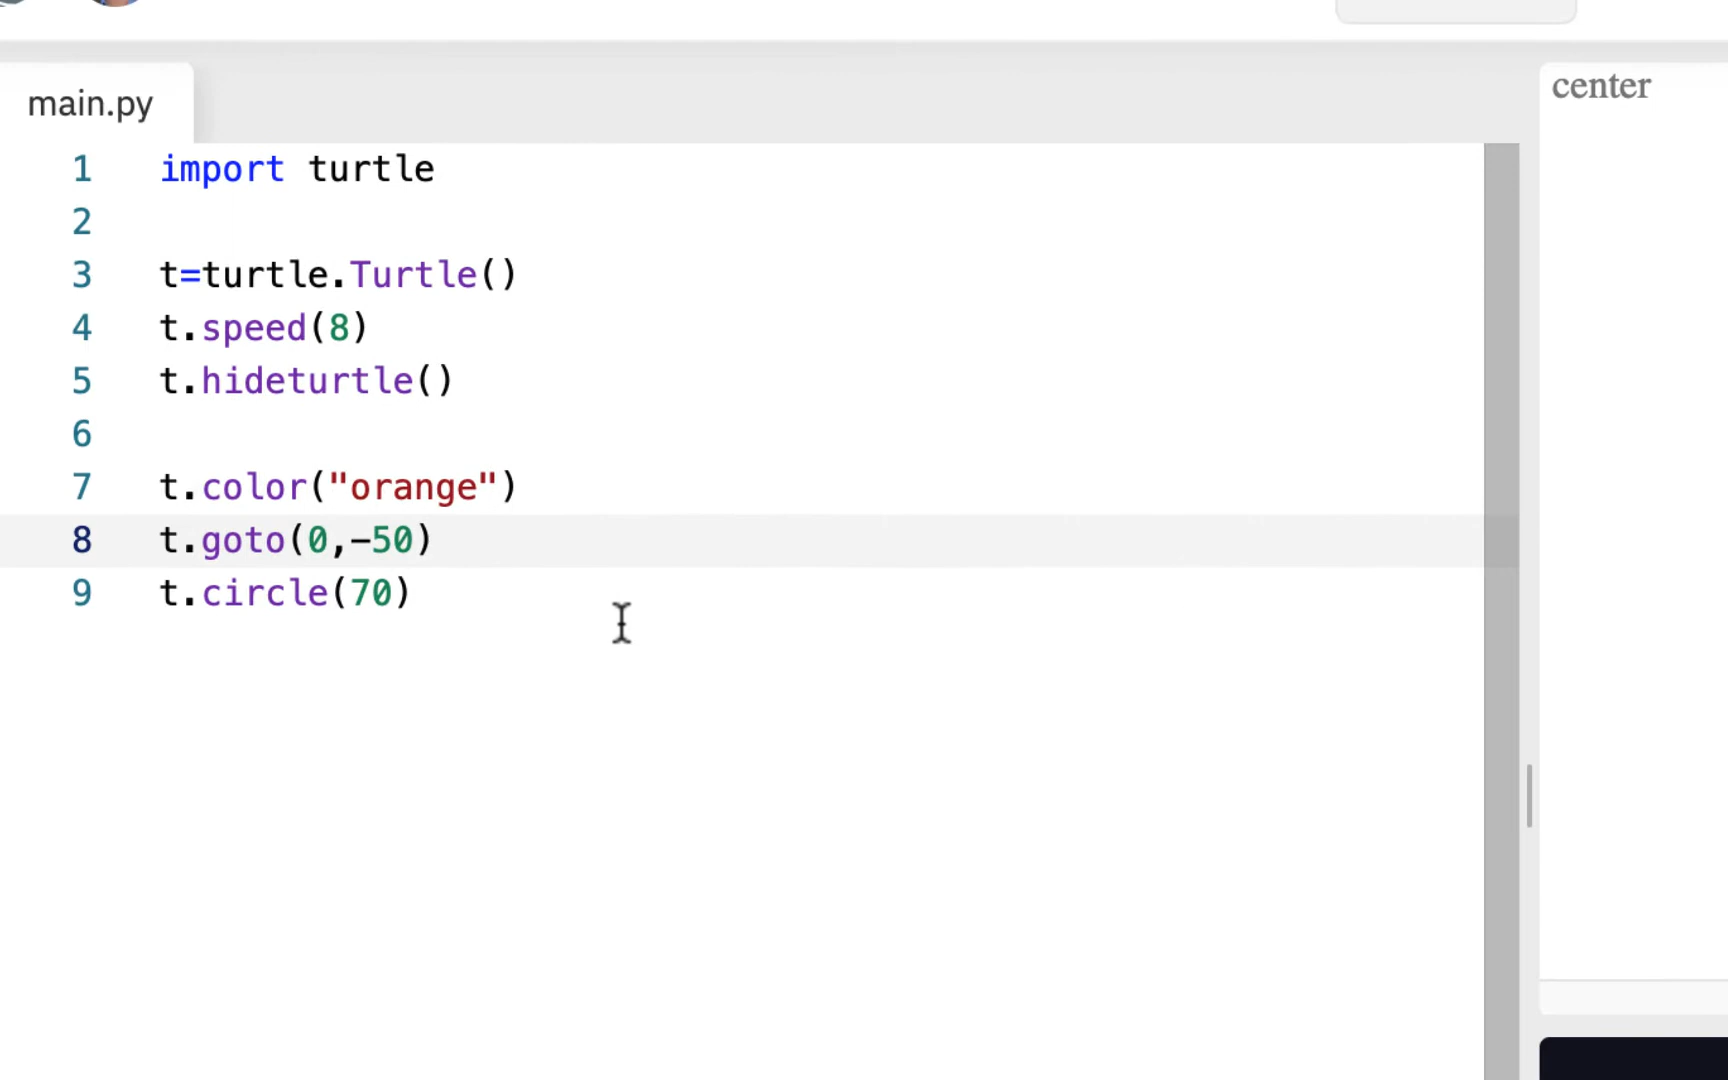 main.py
center
1 import turtle
2
3 t=turtle.Turtle()
4 t.speed(8)
5 t.hideturtle()
6
7 t.color("orange")
8 t.goto(0,-50)
9 t.circle(70)